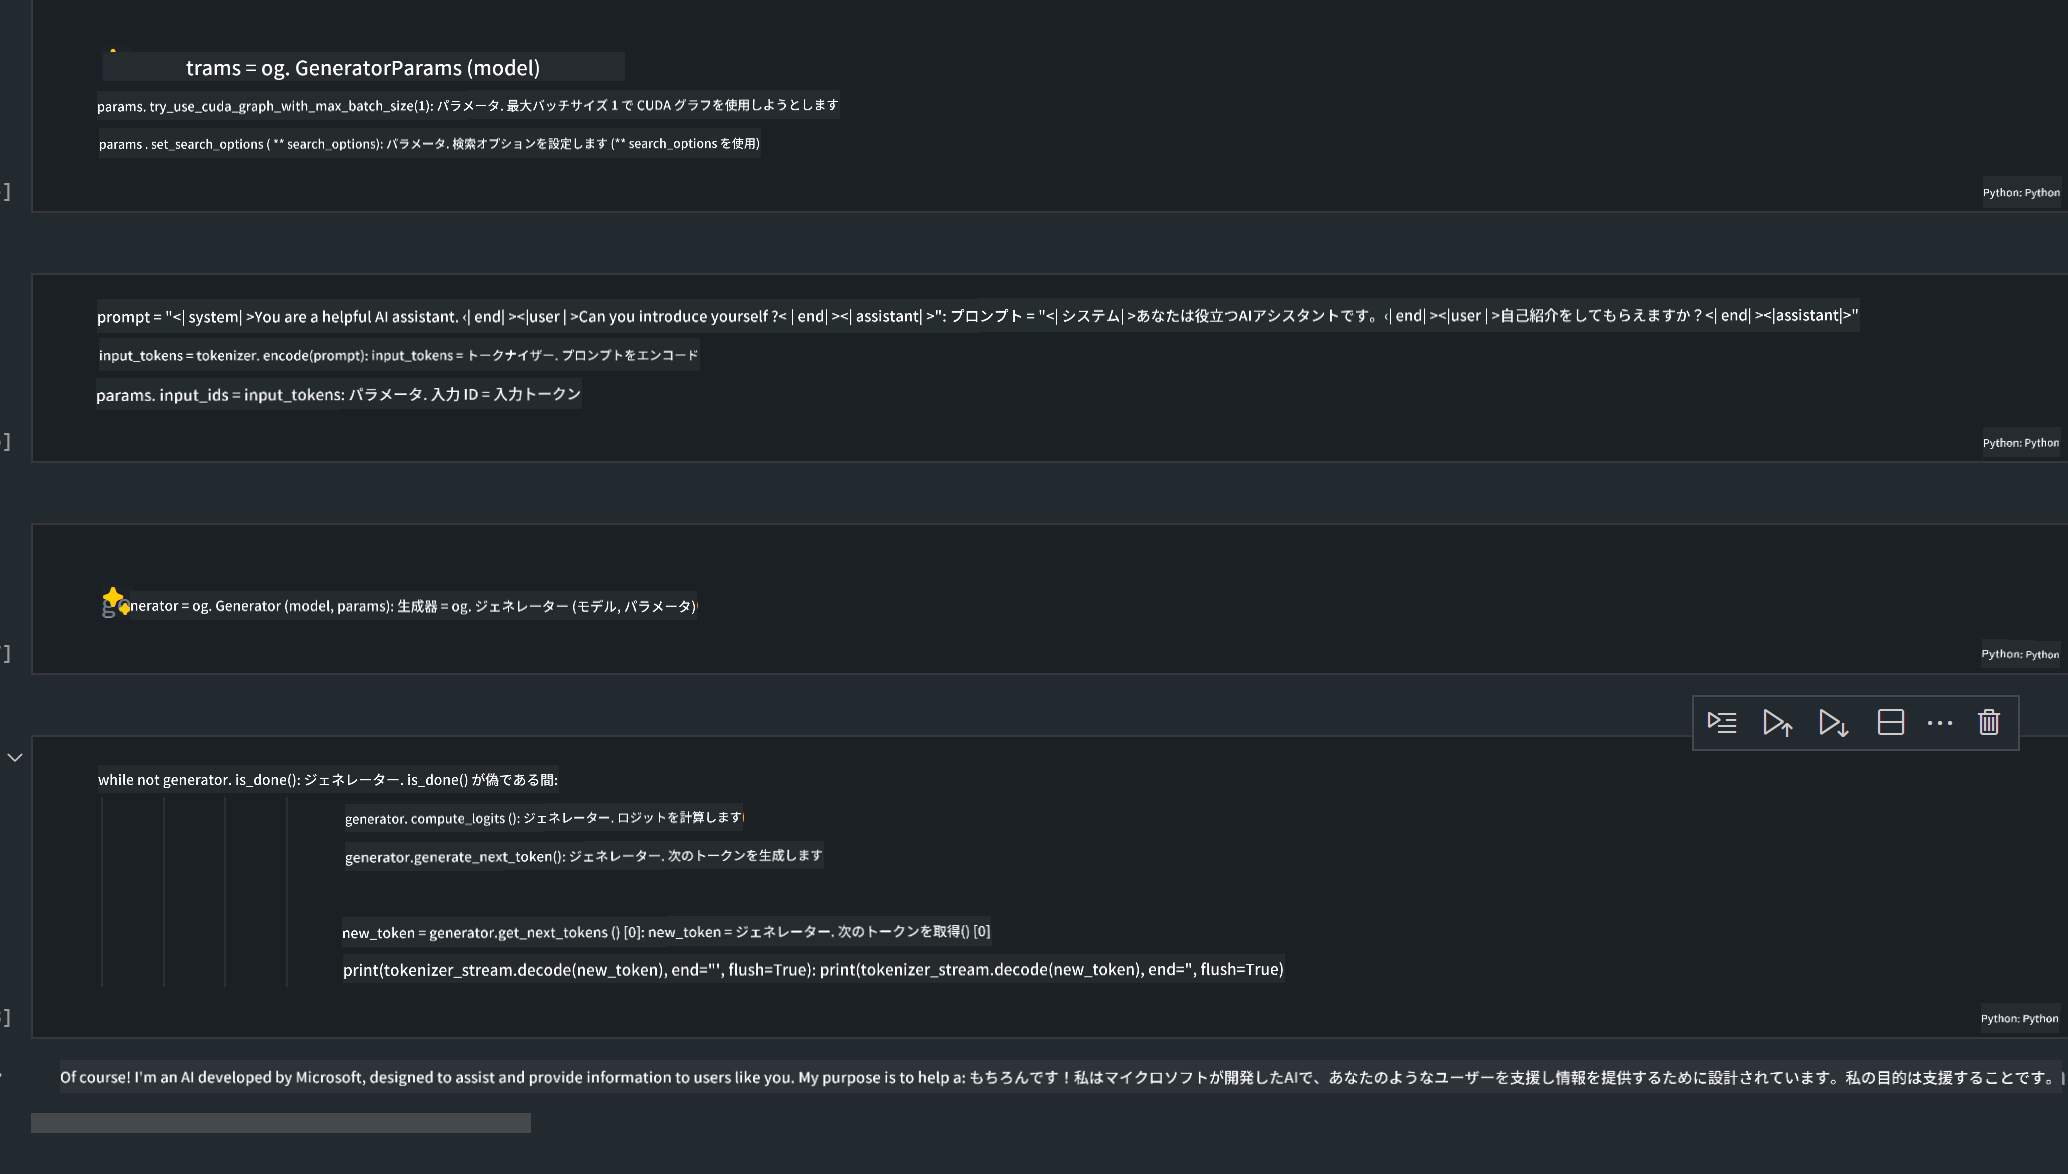 trams = og. GeneratorParams (model)
params. try_use_cuda_graph_with_max_batch_size(1): パラメータ. 最大バッチサイズ 1 で CUDA グラフを使用しようとします
params . set_search_options ( ** search_options): パラメータ. 検索オプションを設定します (** search_options を使用)
]
Python: Python
prompt = "<| system| >You are a helpful AI assistant. ‹| end| ><|user | >Can you introduce yourself ?< | end| ><| assistant| >": プロンプト = "<| システム| >あなたは役立つAIアシスタントです。‹| end| ><|user | >自己紹介をしてもらえますか？<| end| ><|assistant|>"
input_tokens = tokenizer. encode(prompt): input_tokens = トークナイザー. プロンプトをエンコード
params. input_ids = input_tokens: パラメータ. 入力 ID = 入力トークン
]
Python: Python
nerator = og. Generator (model, params): 生成器 = og. ジェネレーター (モデル, パラメータ)
]
Python: Python
while not generator. is_done(): ジェネレーター. is_done() が偽である間:
generator. compute_logits (): ジェネレーター. ロジットを計算します
generator.generate_next_token(): ジェネレーター. 次のトークンを生成します
new_token = generator.get_next_tokens () [0]: new_token = ジェネレーター. 次のトークンを取得() [0]
print(tokenizer_stream.decode(new_token), end="', flush=True): print(tokenizer_stream.decode(new_token), end='', flush=True)
]
Python: Python
Of course! I'm an AI developed by Microsoft, designed to assist and provide information to users like you. My purpose is to help a: もちろんです！私はマイクロソフトが開発したAIで、あなたのようなユーザーを支援し情報を提供するために設計されています。私の目的は支援することです。